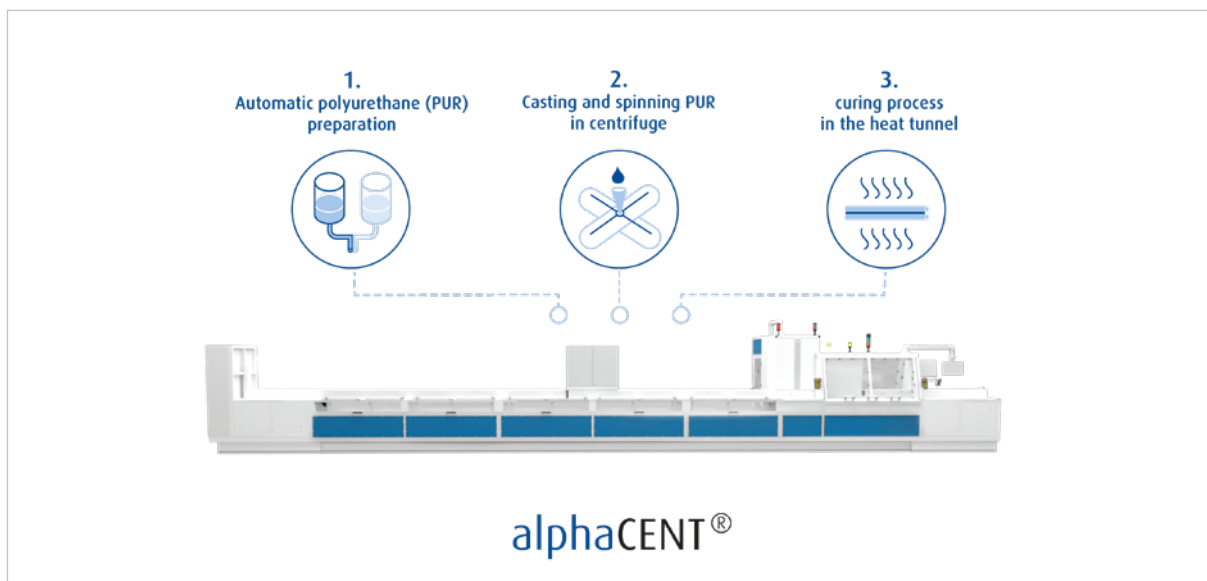 1.
Automatic polyurethane (PUR)
preparation
2.
Casting and spinning PUR
in centrifuge
3.
curing process
in the heat tunnel
alphaCENT®